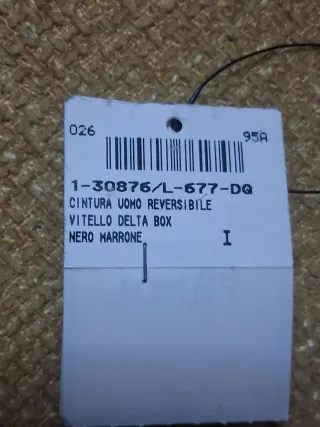 026 95A
1-30876/L-677-DQ
CINTURA UOMO REVERSIBILE
VITELLO DELTA BOX
NERO MARRONE I